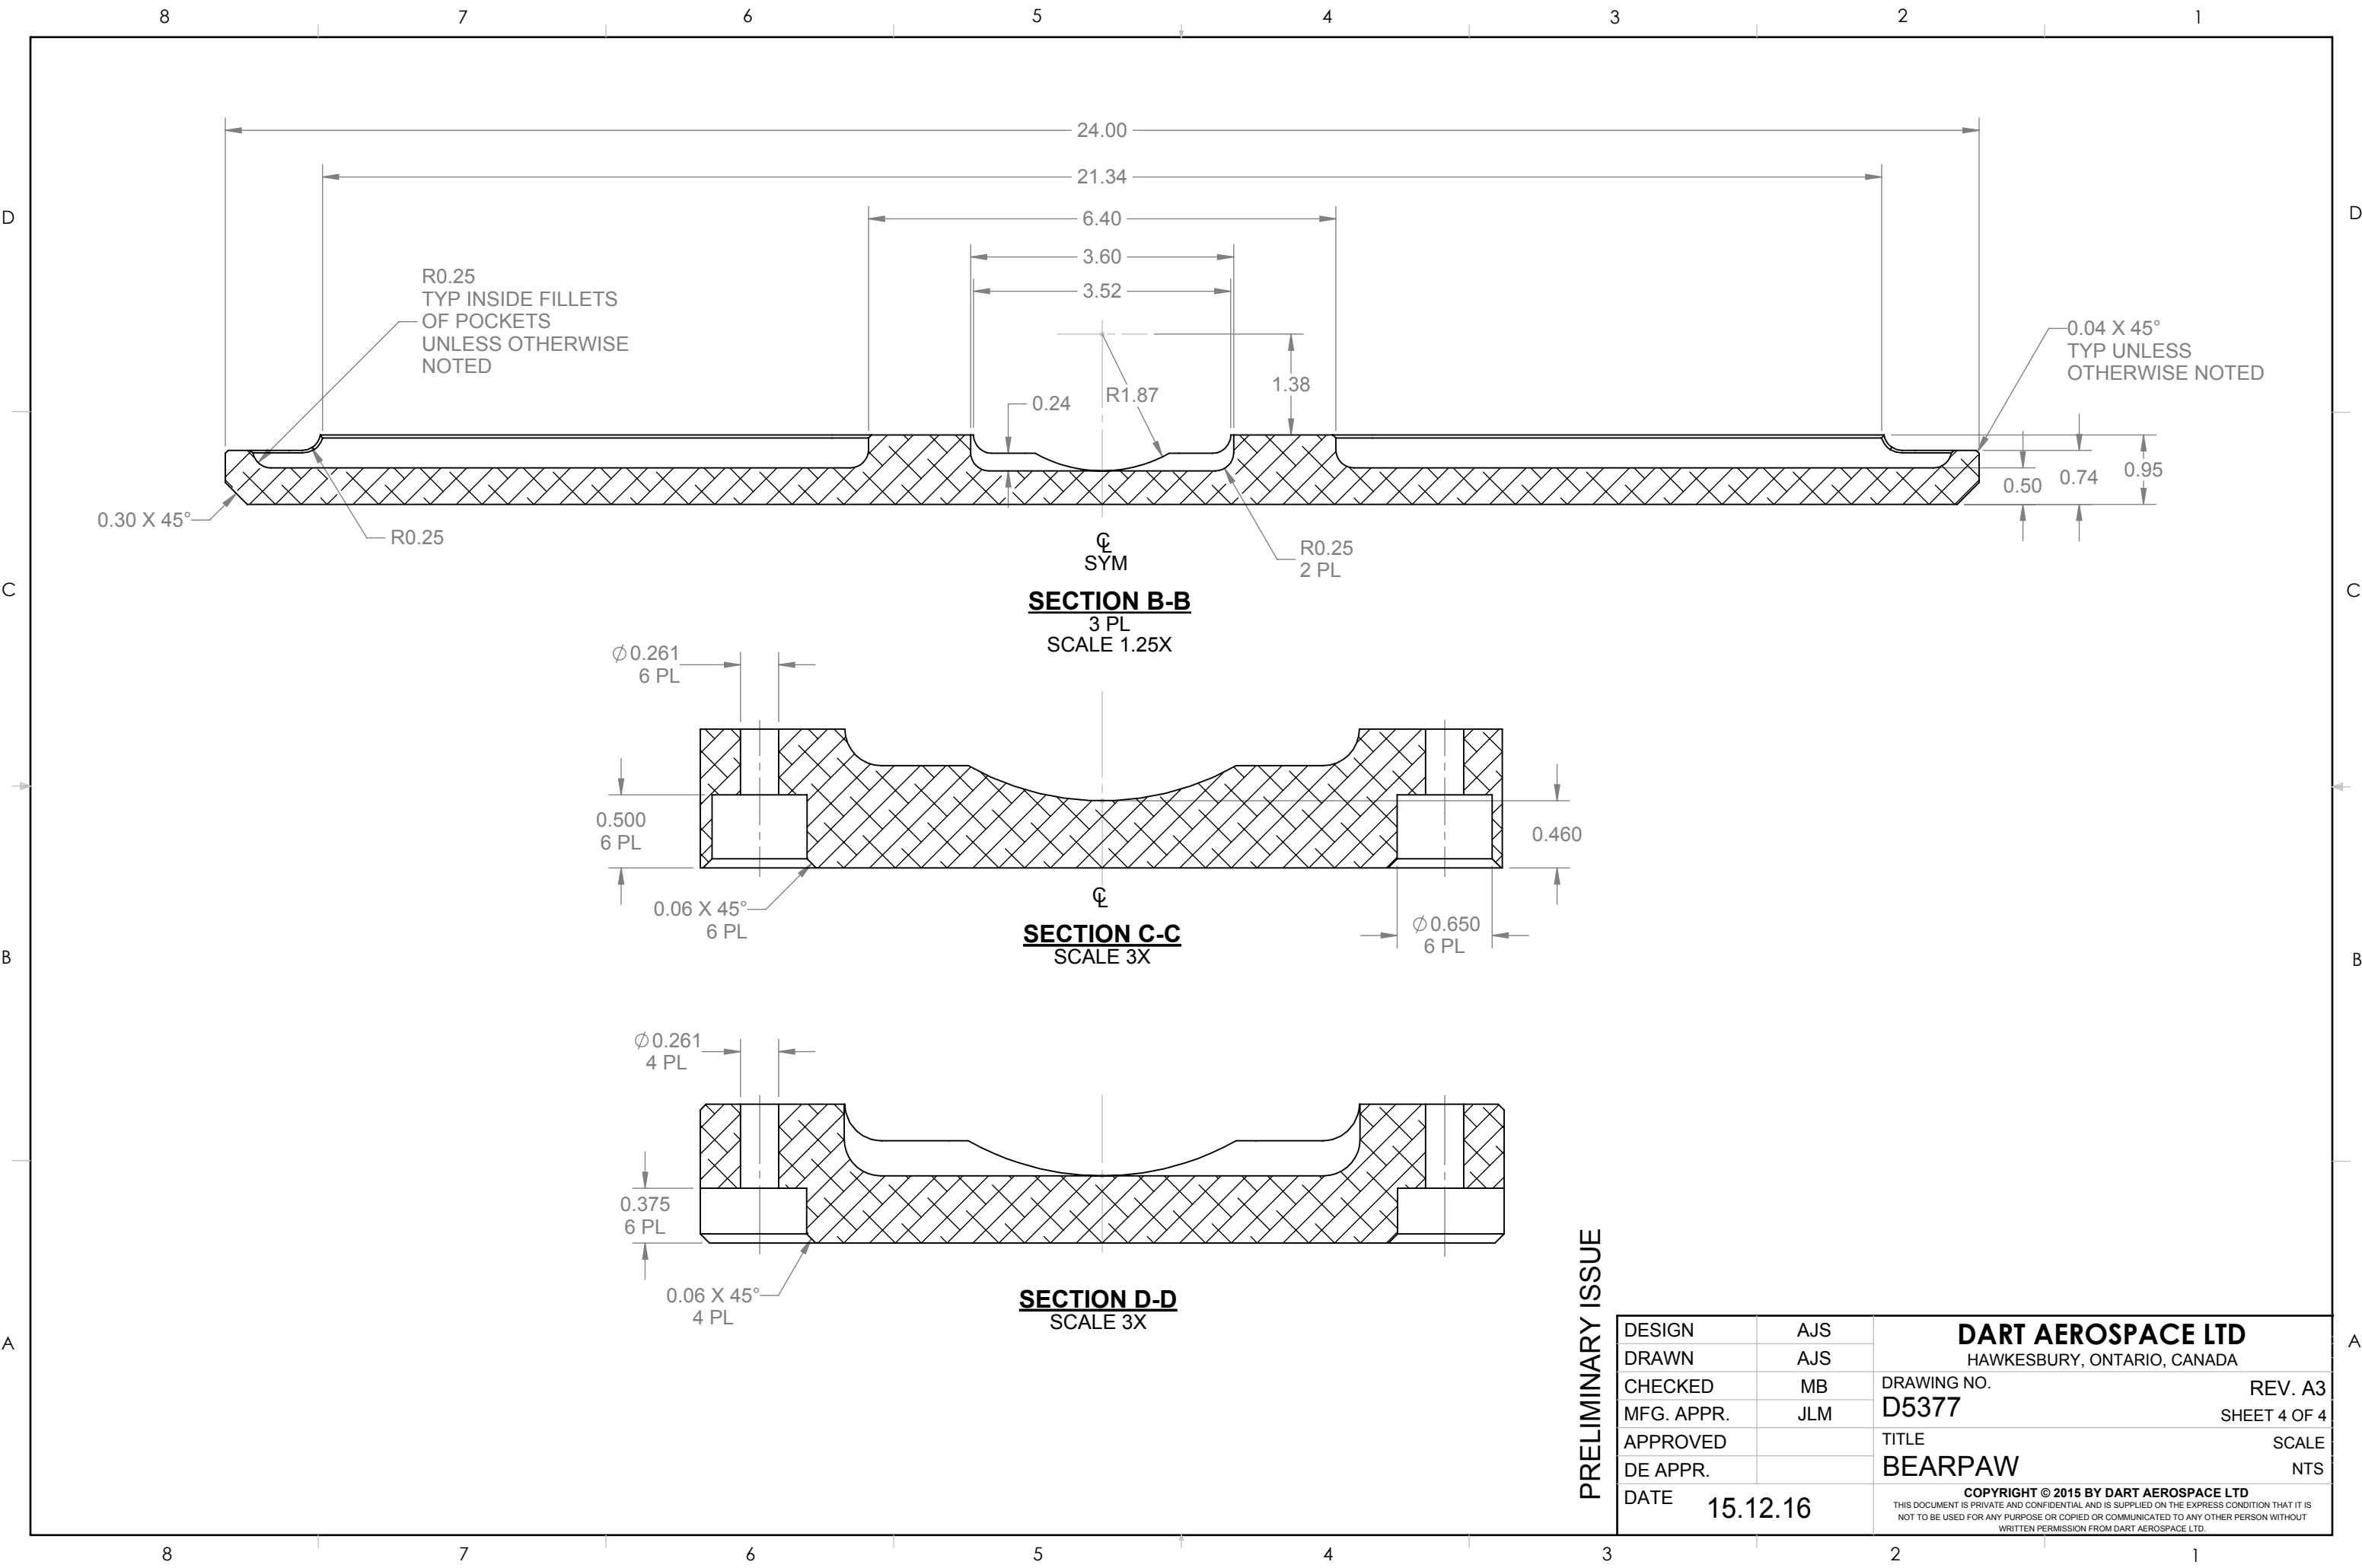 8 7 6 5 4 3 2 1
D D
C C
B B
A A
24.00
21.34
6.40
3.60
3.52
R0.25
TYP INSIDE FILLETS
OF POCKETS
UNLESS OTHERWISE
NOTED
0.24
R1.87
1.38
0.04 X 45°
TYP UNLESS
OTHERWISE NOTED
0.50
0.74
0.95
0.30 X 45°
R0.25
R0.25
2 PL
℄
SYM
SECTION B-B
3 PL
SCALE 1.25X
∅0.261
6 PL
0.500
6 PL
0.460
0.06 X 45°
6 PL
∅0.650
6 PL
℄
SECTION C-C
SCALE 3X
∅0.261
4 PL
0.375
6 PL
0.06 X 45°
4 PL
SECTION D-D
SCALE 3X
PRELIMINARY ISSUE
DESIGN AJS
DRAWN AJS
CHECKED MB
MFG. APPR. JLM
APPROVED
DE APPR.
DATE 15.12.16
DART AEROSPACE LTD
HAWKESBURY, ONTARIO, CANADA
DRAWING NO. REV. A3
D5377 SHEET 4 OF 4
TITLE SCALE
BEARPAW NTS
COPYRIGHT © 2015 BY DART AEROSPACE LTD
THIS DOCUMENT IS PRIVATE AND CONFIDENTIAL AND IS SUPPLIED ON THE EXPRESS CONDITION THAT IT IS
NOT TO BE USED FOR ANY PURPOSE OR COPIED OR COMMUNICATED TO ANY OTHER PERSON WITHOUT
WRITTEN PERMISSION FROM DART AEROSPACE LTD.
8 7 6 5 4 3 2 1